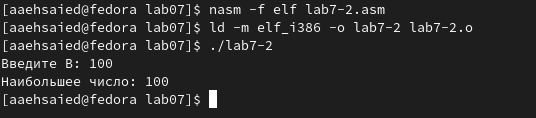 [aaehsaied@fedora lab07]$ nasm -f elf lab7-2.asm
[aaehsaied@fedora lab07]$ ld -m elf_i386 -o lab7-2 lab7-2.o
[aaehsaied@fedora lab07]$ ./lab7-2
Введите B: 100
Наибольшее число: 100
[aaehsaied@fedora lab07]$